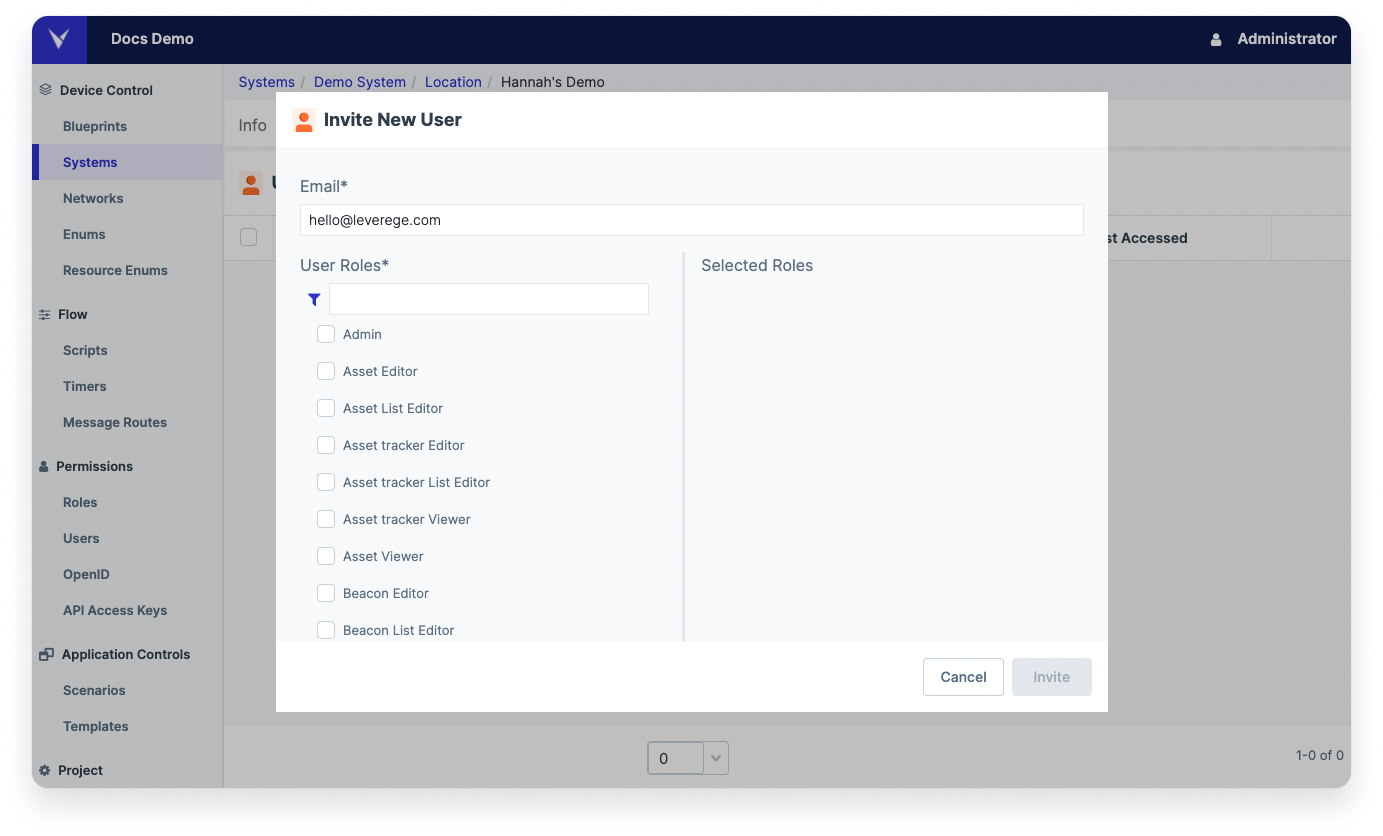 Docs Demo
Administrator
Device Control
Blueprints
Systems
Networks
Enums
Resource Enums
Flow
Scripts
Timers
Message Routes
Permissions
Roles
Users
OpenID
API Access Keys
Application Controls
Scenarios
Templates
Project
Systems / Demo System / Location / Hannah's Demo
Info
Invite New User
Email*
hello@leverege.com
User Roles*
Admin
Asset Editor
Asset List Editor
Asset tracker Editor
Asset tracker List Editor
Asset tracker Viewer
Asset Viewer
Beacon Editor
Beacon List Editor
Selected Roles
Cancel
Invite
Accessed
0
1-0 of 0